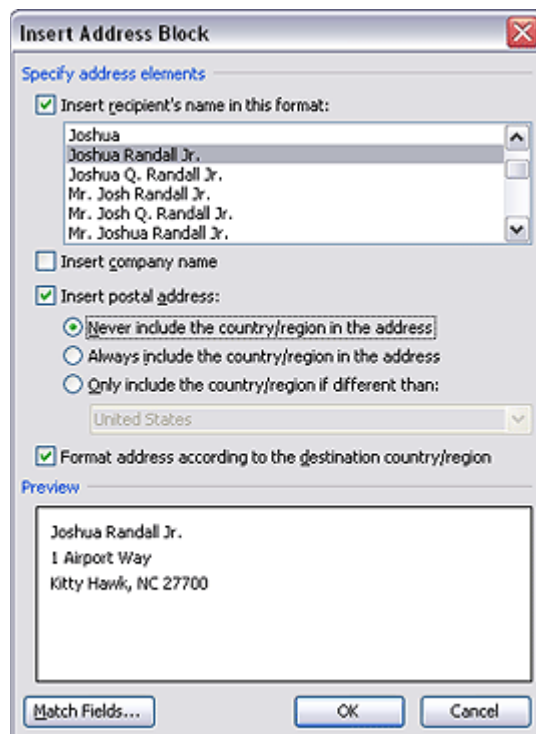 Insert Address Block
Specify address elements
Insert recipient's name in this format:
Joshua
Joshua Randall Jr.
Joshua Q. Randall Jr.
Mr. Josh Randall Jr.
Mr. Josh Q. Randall Jr.
Mr. Joshua Randall Jr.
Insert company name
Insert postal address:
Never include the country/region in the address
Always include the country/region in the address
Only include the country/region if different than:
United States
Format address according to the destination country/region
Preview
Joshua Randall Jr.
1 Airport Way
Kitty Hawk, NC 27700
Match Fields... OK Cancel